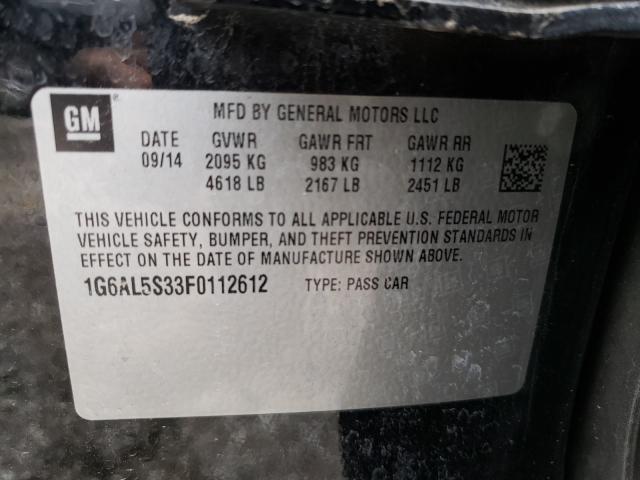 GM
MFD BY GENERAL MOTORS LLC
DATE GVWR GAWR FRT GAWR RR
09/14 2095 KG 983 KG 1112 KG
4618 LB 2167 LB 2451 LB
THIS VEHICLE CONFORMS TO ALL APPLICABLE U.S. FEDERAL MOTOR
VEHICLE SAFETY, BUMPER, AND THEFT PREVENTION STANDARDS IN
EFFECT ON THE DATE OF MANUFACTURE SHOWN ABOVE.
1G6AL5S33F0112612 TYPE: PASS CAR